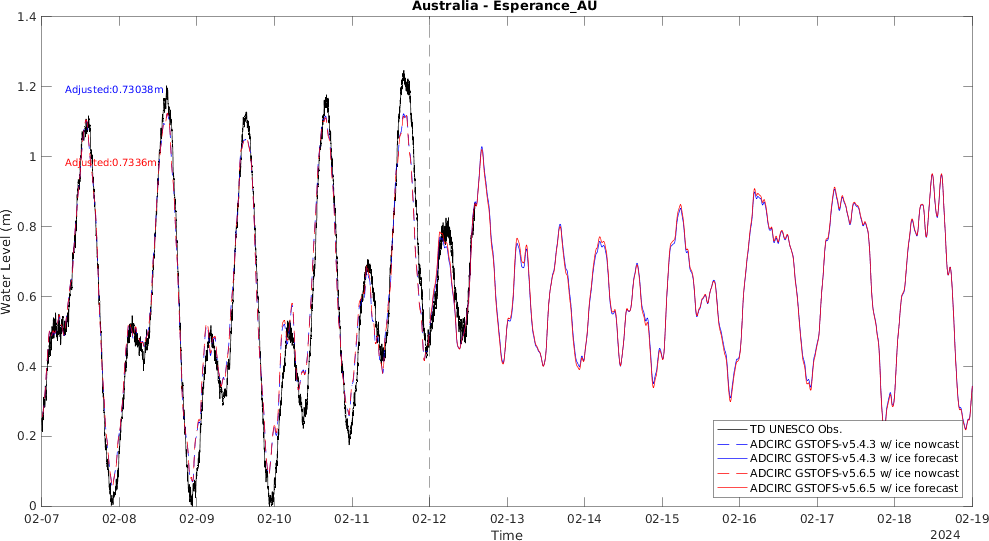 Australia - Esperance_AU
1.4
1.2
1
0.8
0.6
0.4
0.2
0
Water Level (m)
Adjusted:0.73038m
Adjusted:0.7336m
TD UNESCO Obs.
ADCIRC GSTOFS-v5.4.3 w/ ice nowcast
ADCIRC GSTOFS-v5.4.3 w/ ice forecast
ADCIRC GSTOFS-v5.6.5 w/ ice nowcast
ADCIRC GSTOFS-v5.6.5 w/ ice forecast
02-07 02-08 02-09 02-10 02-11 02-12 02-13 02-14 02-15 02-16 02-17 02-18 02-19
Time
2024